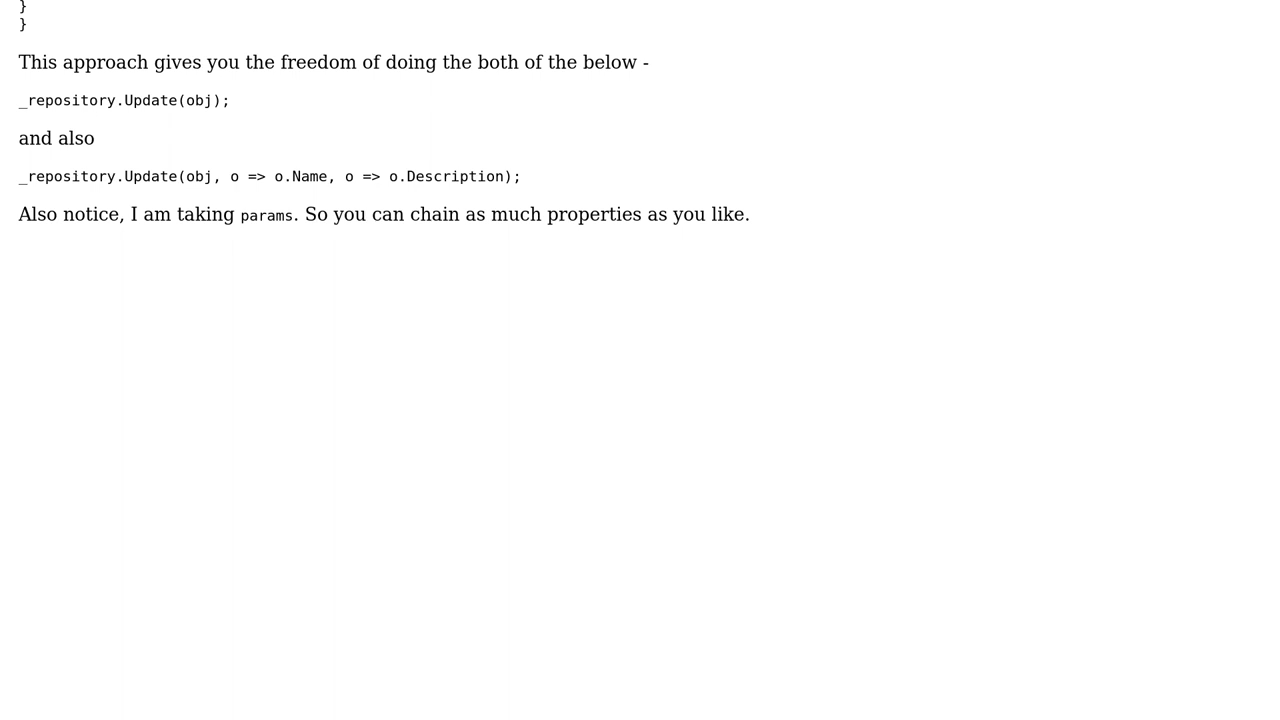 }
}
This approach gives you the freedom of doing the both of the below -
_repository.Update(obj);
and also
_repository.Update(obj, o => o.Name, o => o.Description);
Also notice, I am taking params. So you can chain as much properties as you like.